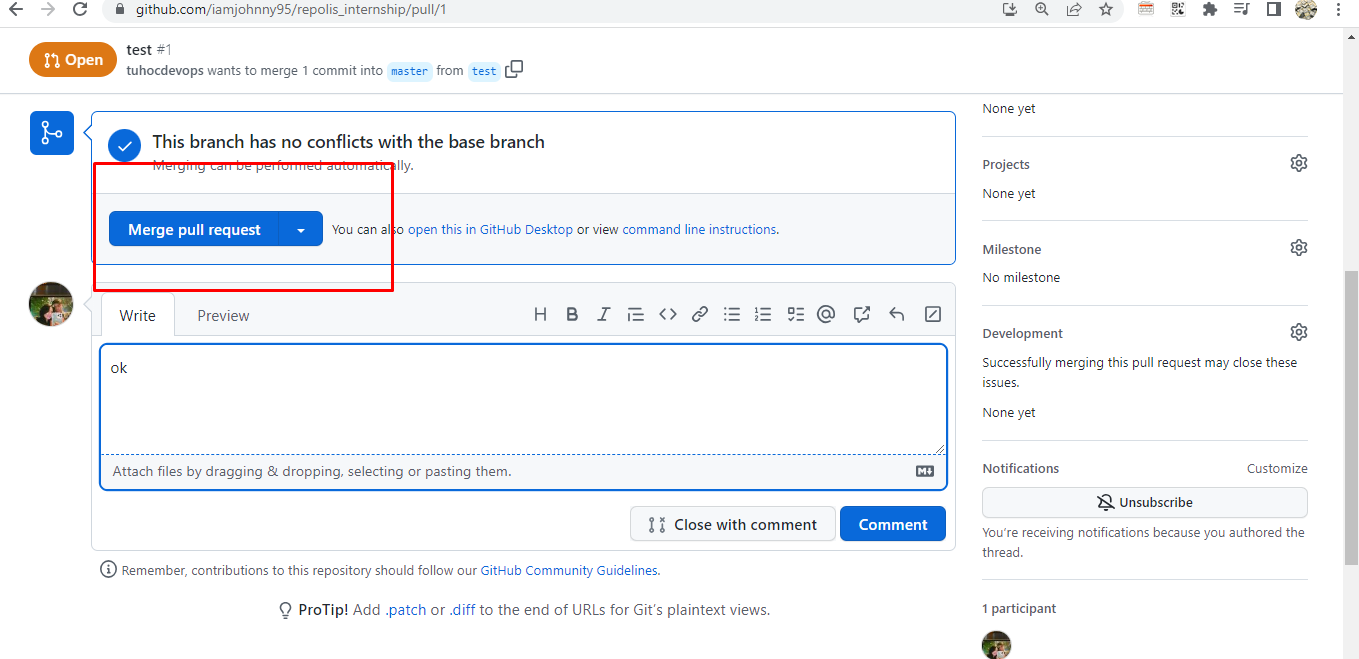 github.com/iamjohnny95/repolis_internship/pull/1
Open
test #1
tuhocdevops wants to merge 1 commit into master from test
This branch has no conflicts with the base branch
Merging can be performed automatically.
Merge pull request
You can also open this in GitHub Desktop or view command line instructions.
Write
Preview
ok
Attach files by dragging & dropping, selecting or pasting them.
Close with comment
Comment
Remember, contributions to this repository should follow our GitHub Community Guidelines.
ProTip! Add .patch or .diff to the end of URLs for Git's plaintext views.
None yet
Projects
None yet
Milestone
No milestone
Development
Successfully merging this pull request may close these
issues.
None yet
Notifications
Customize
Unsubscribe
You're receiving notifications because you authored the
thread.
1 participant